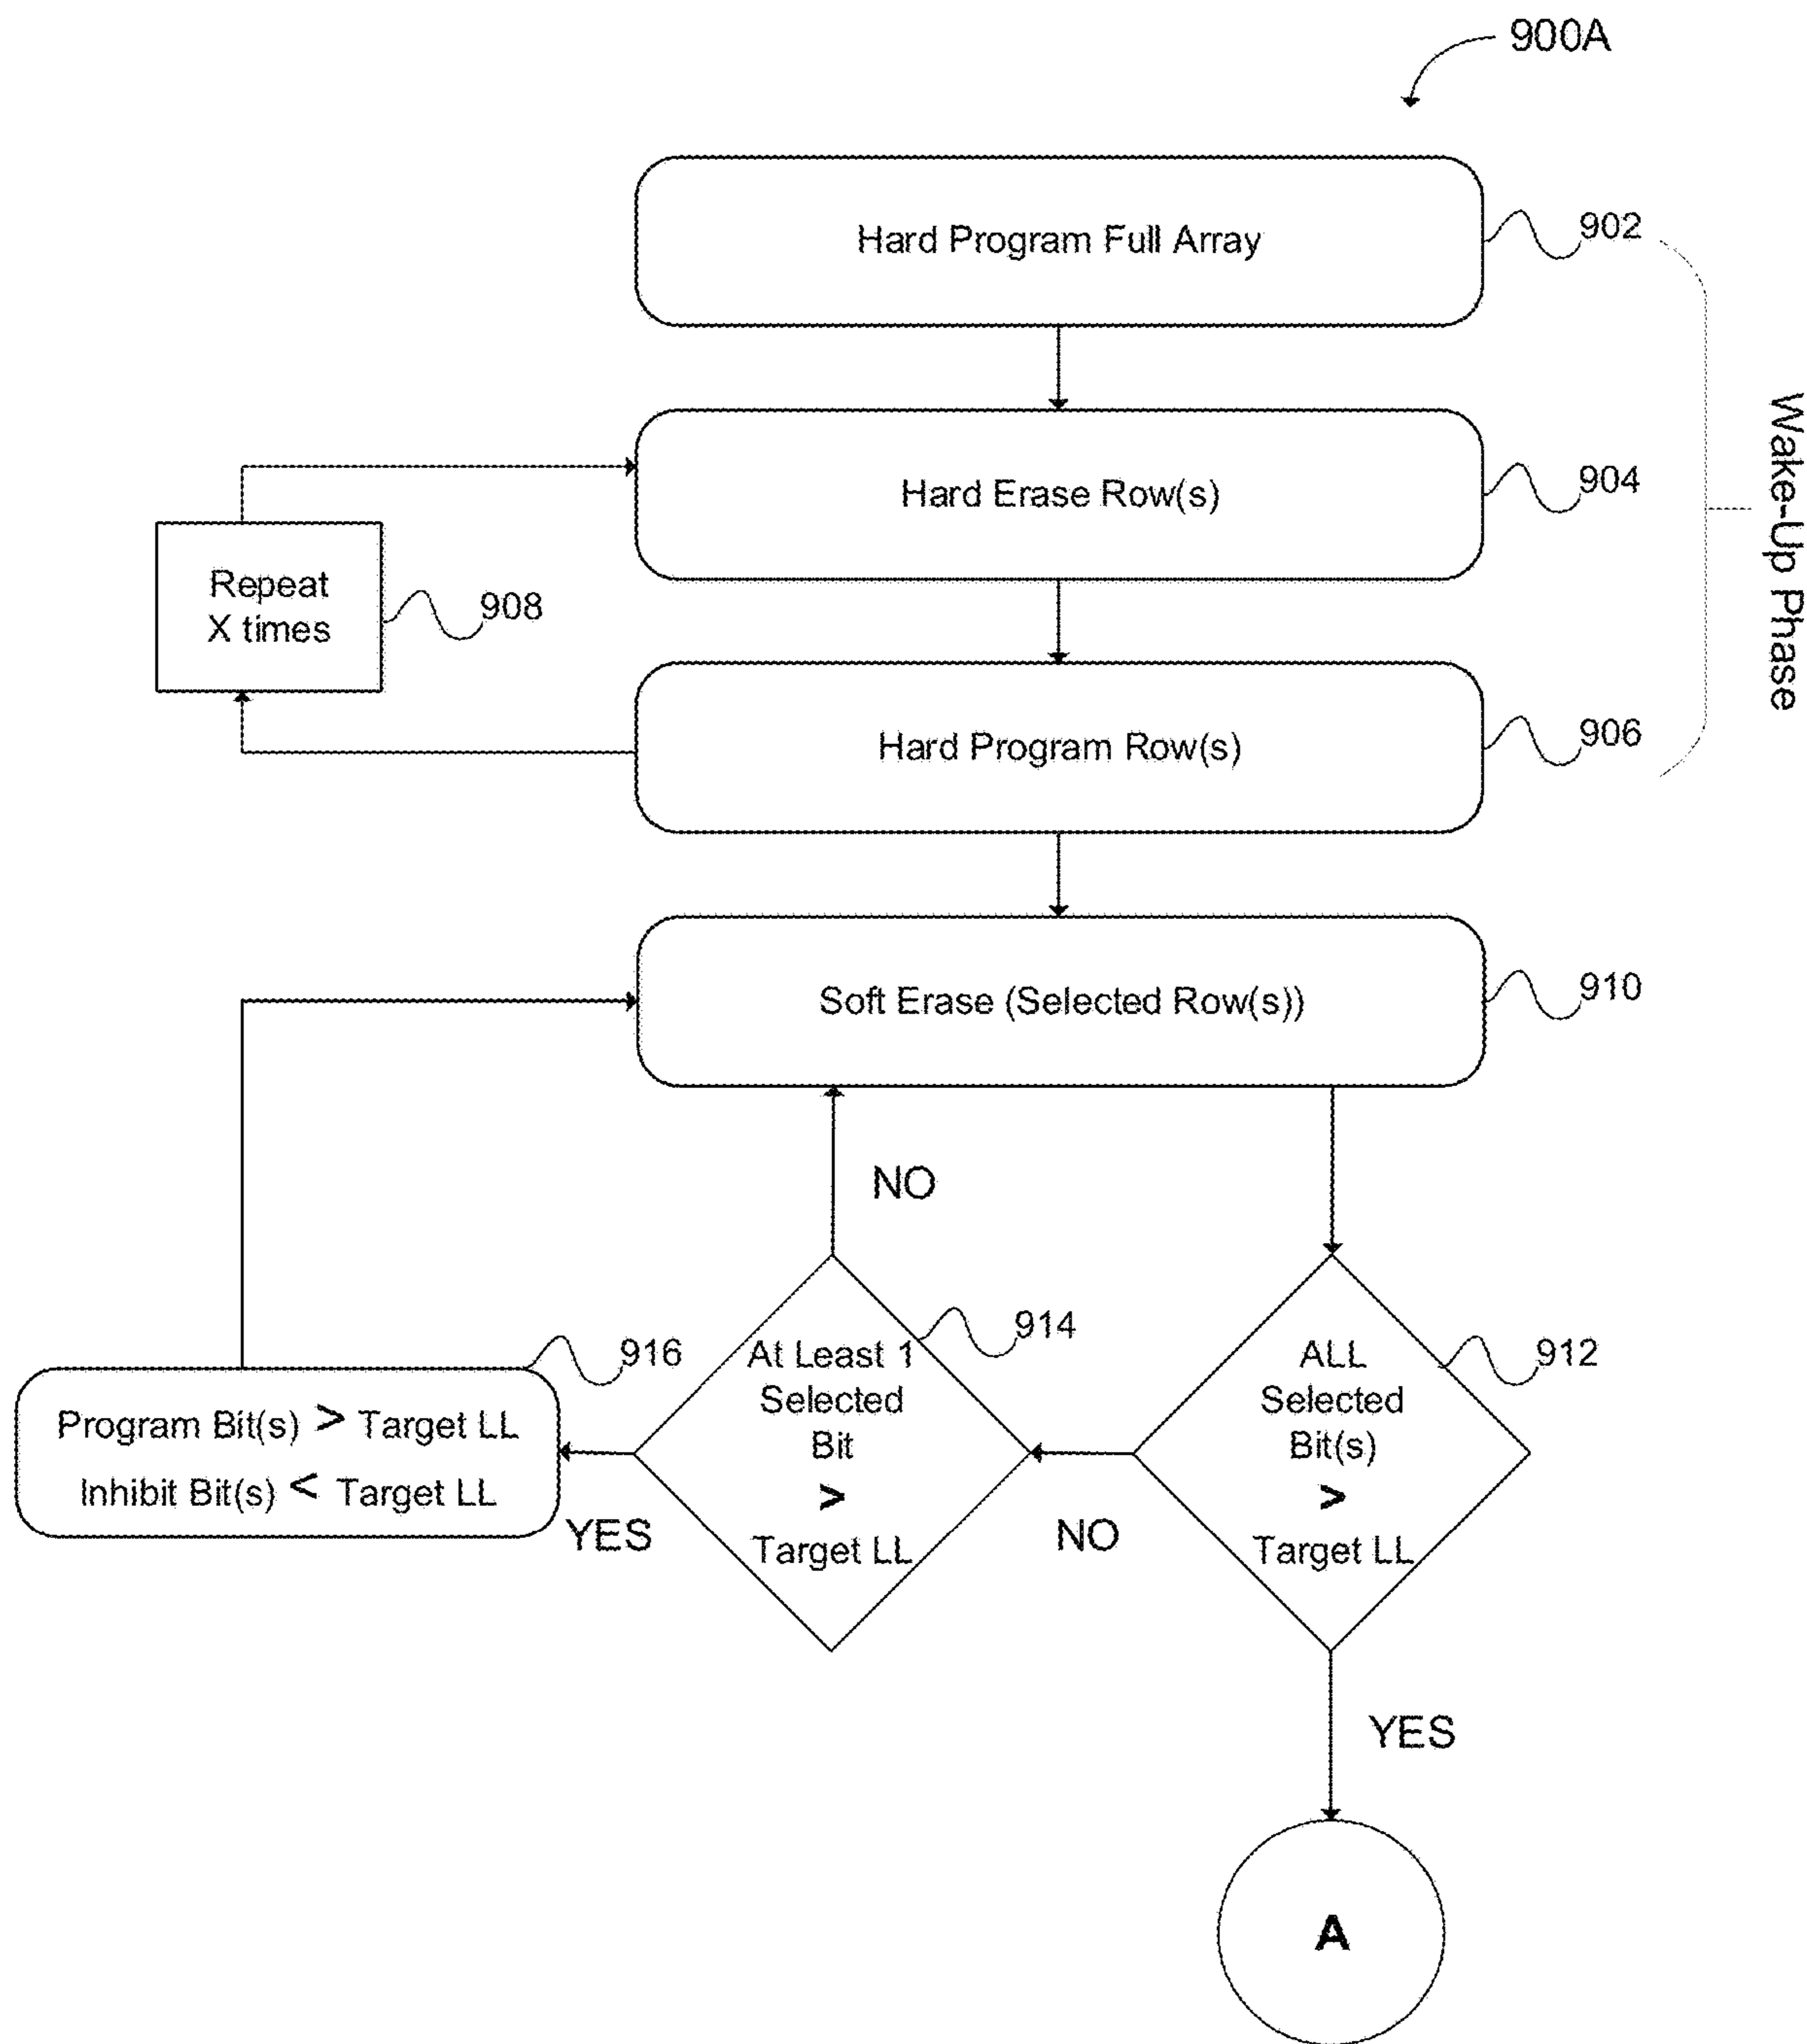 900A
Hard Program Full Array
902
Hard Erase Row(s)
904
Repeat
X times
908
Hard Program Row(s)
906
Wake-Up Phase
Soft Erase (Selected Row(s))
910
NO
At Least 1
Selected
Bit
>
Target LL
914
ALL
Selected
Bit(s)
>
Target LL
912
916
Program Bit(s) > Target LL
Inhibit Bit(s) < Target LL
YES
NO
YES
A